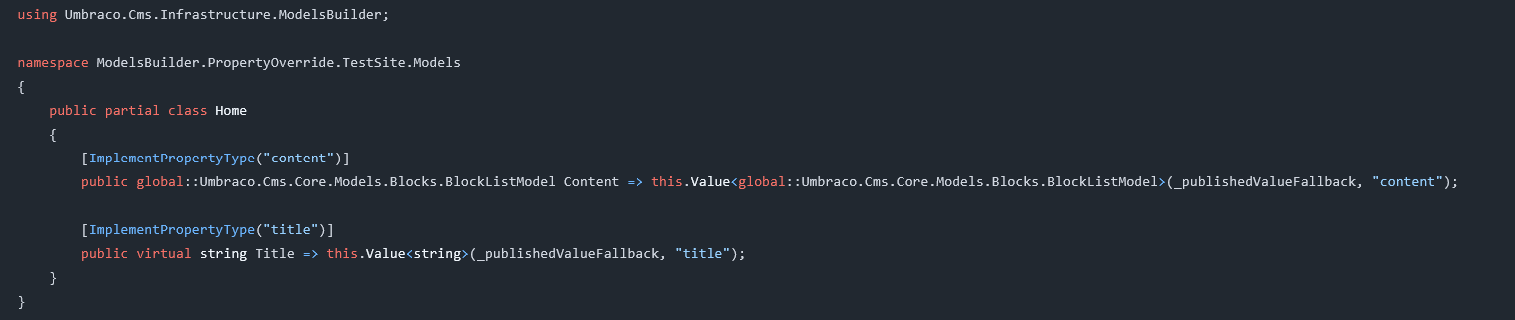 using Umbraco.Cms.Infrastructure.ModelsBuilder;
namespace ModelsBuilder.PropertyOverride.TestSite.Models
{
    public partial class Home
    {
        [ImplementPropertyType("content")]
        public global::Umbraco.Cms.Core.Models.Blocks.BlockListModel Content => this.Value<global::Umbraco.Cms.Core.Models.Blocks.BlockListModel>(_publishedValueFallback, "content");
        [ImplementPropertyType("title")]
        public virtual string Title => this.Value<string>(_publishedValueFallback, "title");
    }
}